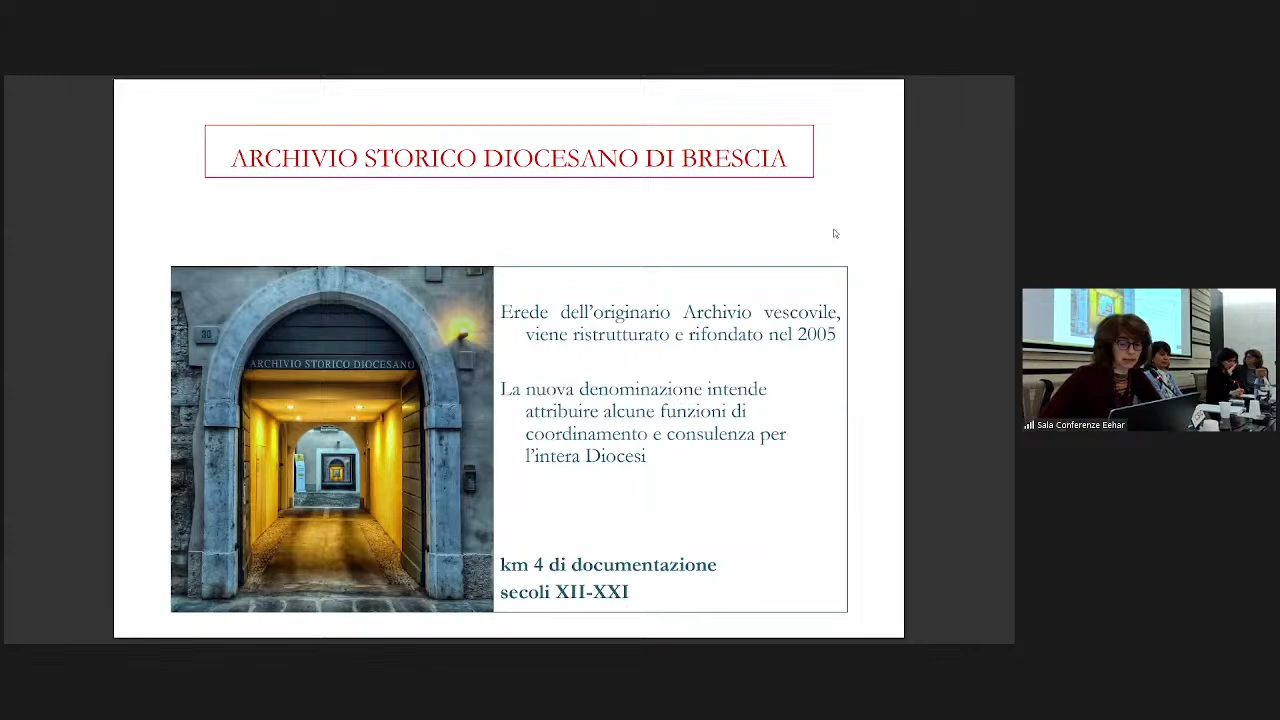 ARCHIVIO STORICO DIOCESANO DI BRESCIA
30
ARCHIVIO STORICO DIOCESANO
Erede dell’originario Archivio vescovile,
viene ristrutturato e rifondato nel 2005
La nuova denominazione intende
attribuire alcune funzioni di
coordinamento e consulenza per
l’intera Diocesi
km 4 di documentazione
secoli XII-XXI
Sala Conferenze Eehar